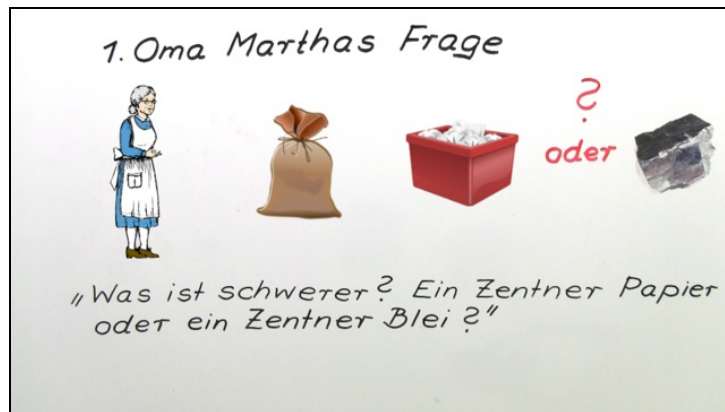 1. Oma Marthas Frage
?
oder
„Was ist schwerer? Ein Zentner Papier
oder ein Zentner Blei?"